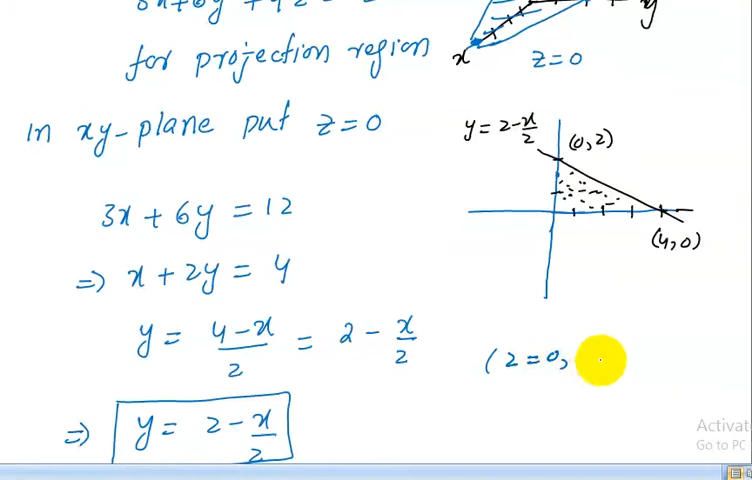 for projection region
x
y
z=0
In xy-plane put z=0
y=2-x/2
(0,2)
3x+6y=12
(4,0)
=> x+2y=4
y= (4-x)/2 = 2-x/2
(2=0,
=> y= 2-x/2
Activat
Go to PC